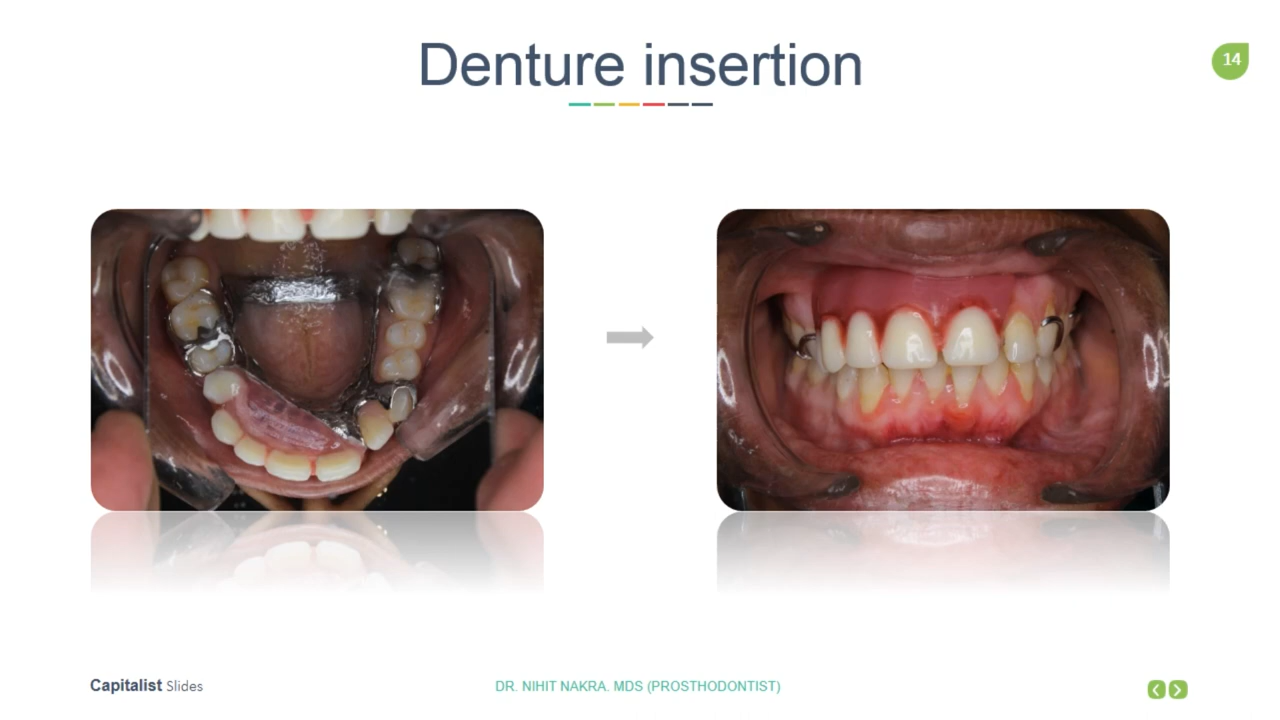 Denture insertion
14
Capitalist Slides
DR. NIHIT NAKRA. MDS (PROSTHODONTIST)